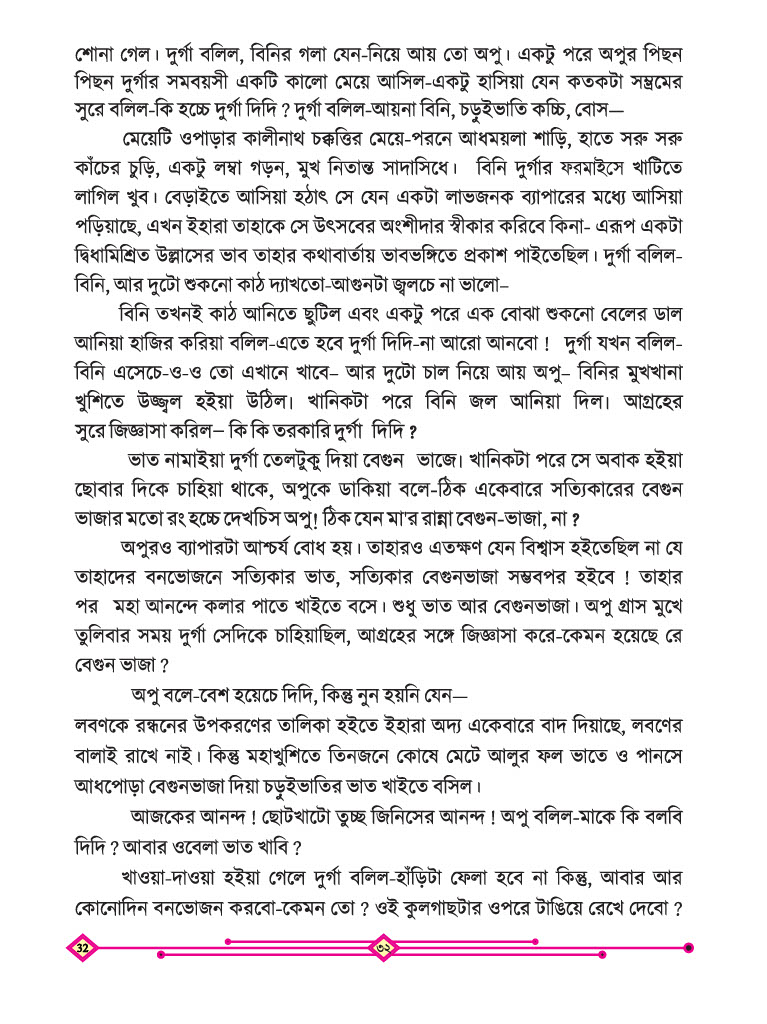 শোনা গেল। দুর্গা বলিল, বিনির গলা যেন-নিয়ে আয় তো অপু। একটু পরে অপুর পিছন
পিছন দুর্গার সমবয়সী একটি কালো মেয়ে আসিল-একটু হাসিয়া যেন কতকটা সম্ভ্রমের
সুরে বলিল-কি হচ্চে দুর্গা দিদি ? দুর্গা বলিল-আয়না বিনি, চড়ুইভাতি কচ্চি, বোস—
মেয়েটি ওপাড়ার কালীনাথ চক্কত্তির মেয়ে-পরনে আধময়লা শাড়ি, হাতে সরু সরু
কাঁচের চুড়ি, একটু লম্বা গড়ন, মুখ নিতান্ত সাদাসিধে। বিনি দুর্গার ফরমাইসে খাটিতে
লাগিল খুব। বেড়াইতে আসিয়া হঠাৎ সে যেন একটা লাভজনক ব্যাপারের মধ্যে আসিয়া
পড়িয়াছে, এখন ইহারা তাহাকে সে উৎসবের অংশীদার স্বীকার করিবে কিনা- এরূপ একটা
দ্বিধামিশ্রিত উল্লাসের ভাব তাহার কথাবার্তায় ভাবভঙ্গিতে প্রকাশ পাইতেছিল। দুর্গা বলিল-
বিনি, আর দুটো শুকনো কাঠ দ্যাখতো-আগুনটা জ্বলচে না ভালো–
বিনি তখনই কাঠ আনিতে ছুটিল এবং একটু পরে এক বোঝা শুকনো বেলের ডাল
আনিয়া হাজির করিয়া বলিল-এতে হবে দুর্গা দিদি-না আরো আনবো ! দুর্গা যখন বলিল-
বিনি এসেচে-ও-ও তো এখানে খাবে– আর দুটো চাল নিয়ে আয় অপু– বিনির মুখখানা
খুশিতে উজ্জ্বল হইয়া উঠিল। খানিকটা পরে বিনি জল আনিয়া দিল। আগ্রহের
সুরে জিজ্ঞাসা করিল– কি কি তরকারি দুর্গা দিদি ?
ভাত নামাইয়া দুর্গা তেলটুকু দিয়া বেগুন ভাজে। খানিকটা পরে সে অবাক হইয়া
ছোবার দিকে চাহিয়া থাকে, অপুকে ডাকিয়া বলে-ঠিক একেবারে সত্যিকারের বেগুন
ভাজার মতো রং হচ্চে দেখচিস অপু! ঠিক যেন মা'র রান্না বেগুন-ভাজা, না ?
অপুরও ব্যাপারটা আশ্চর্য বোধ হয়। তাহারও এতক্ষণ যেন বিশ্বাস হইতেছিল না যে
তাহাদের বনভোজনে সত্যিকার ভাত, সত্যিকার বেগুনভাজা সম্ভবপর হইবে ! তাহার
পর মহা আনন্দে কলার পাতে খাইতে বসে। শুধু ভাত আর বেগুনভাজা। অপু গ্রাস মুখে
তুলিবার সময় দুর্গা সেদিকে চাহিয়াছিল, আগ্রহের সঙ্গে জিজ্ঞাসা করে-কেমন হয়েছে রে
বেগুন ভাজা ?
অপু বলে-বেশ হয়েচে দিদি, কিন্তু নুন হয়নি যেন—
লবণকে রন্ধনের উপকরণের তালিকা হইতে ইহারা অদ্য একেবারে বাদ দিয়াছে, লবণের
বালাই রাখে নাই। কিন্তু মহাখুশিতে তিনজনে কোষে মেটে আলুর ফল ভাতে ও পানসে
আধপোড়া বেগুনভাজা দিয়া চড়ুইভাতির ভাত খাইতে বসিল।
আজকের আনন্দ ! ছোটখাটো তুচ্ছ জিনিসের আনন্দ ! অপু বলিল-মাকে কি বলবি
দিদি ? আবার ওবেলা ভাত খাবি ?
খাওয়া-দাওয়া হইয়া গেলে দুর্গা বলিল-হাঁড়িটা ফেলা হবে না কিন্তু, আবার আর
কোনোদিন বনভোজন করবো-কেমন তো ? ওই কুলগাছটার ওপরে টাঙিয়ে রেখে দেবো ?
32
৩২